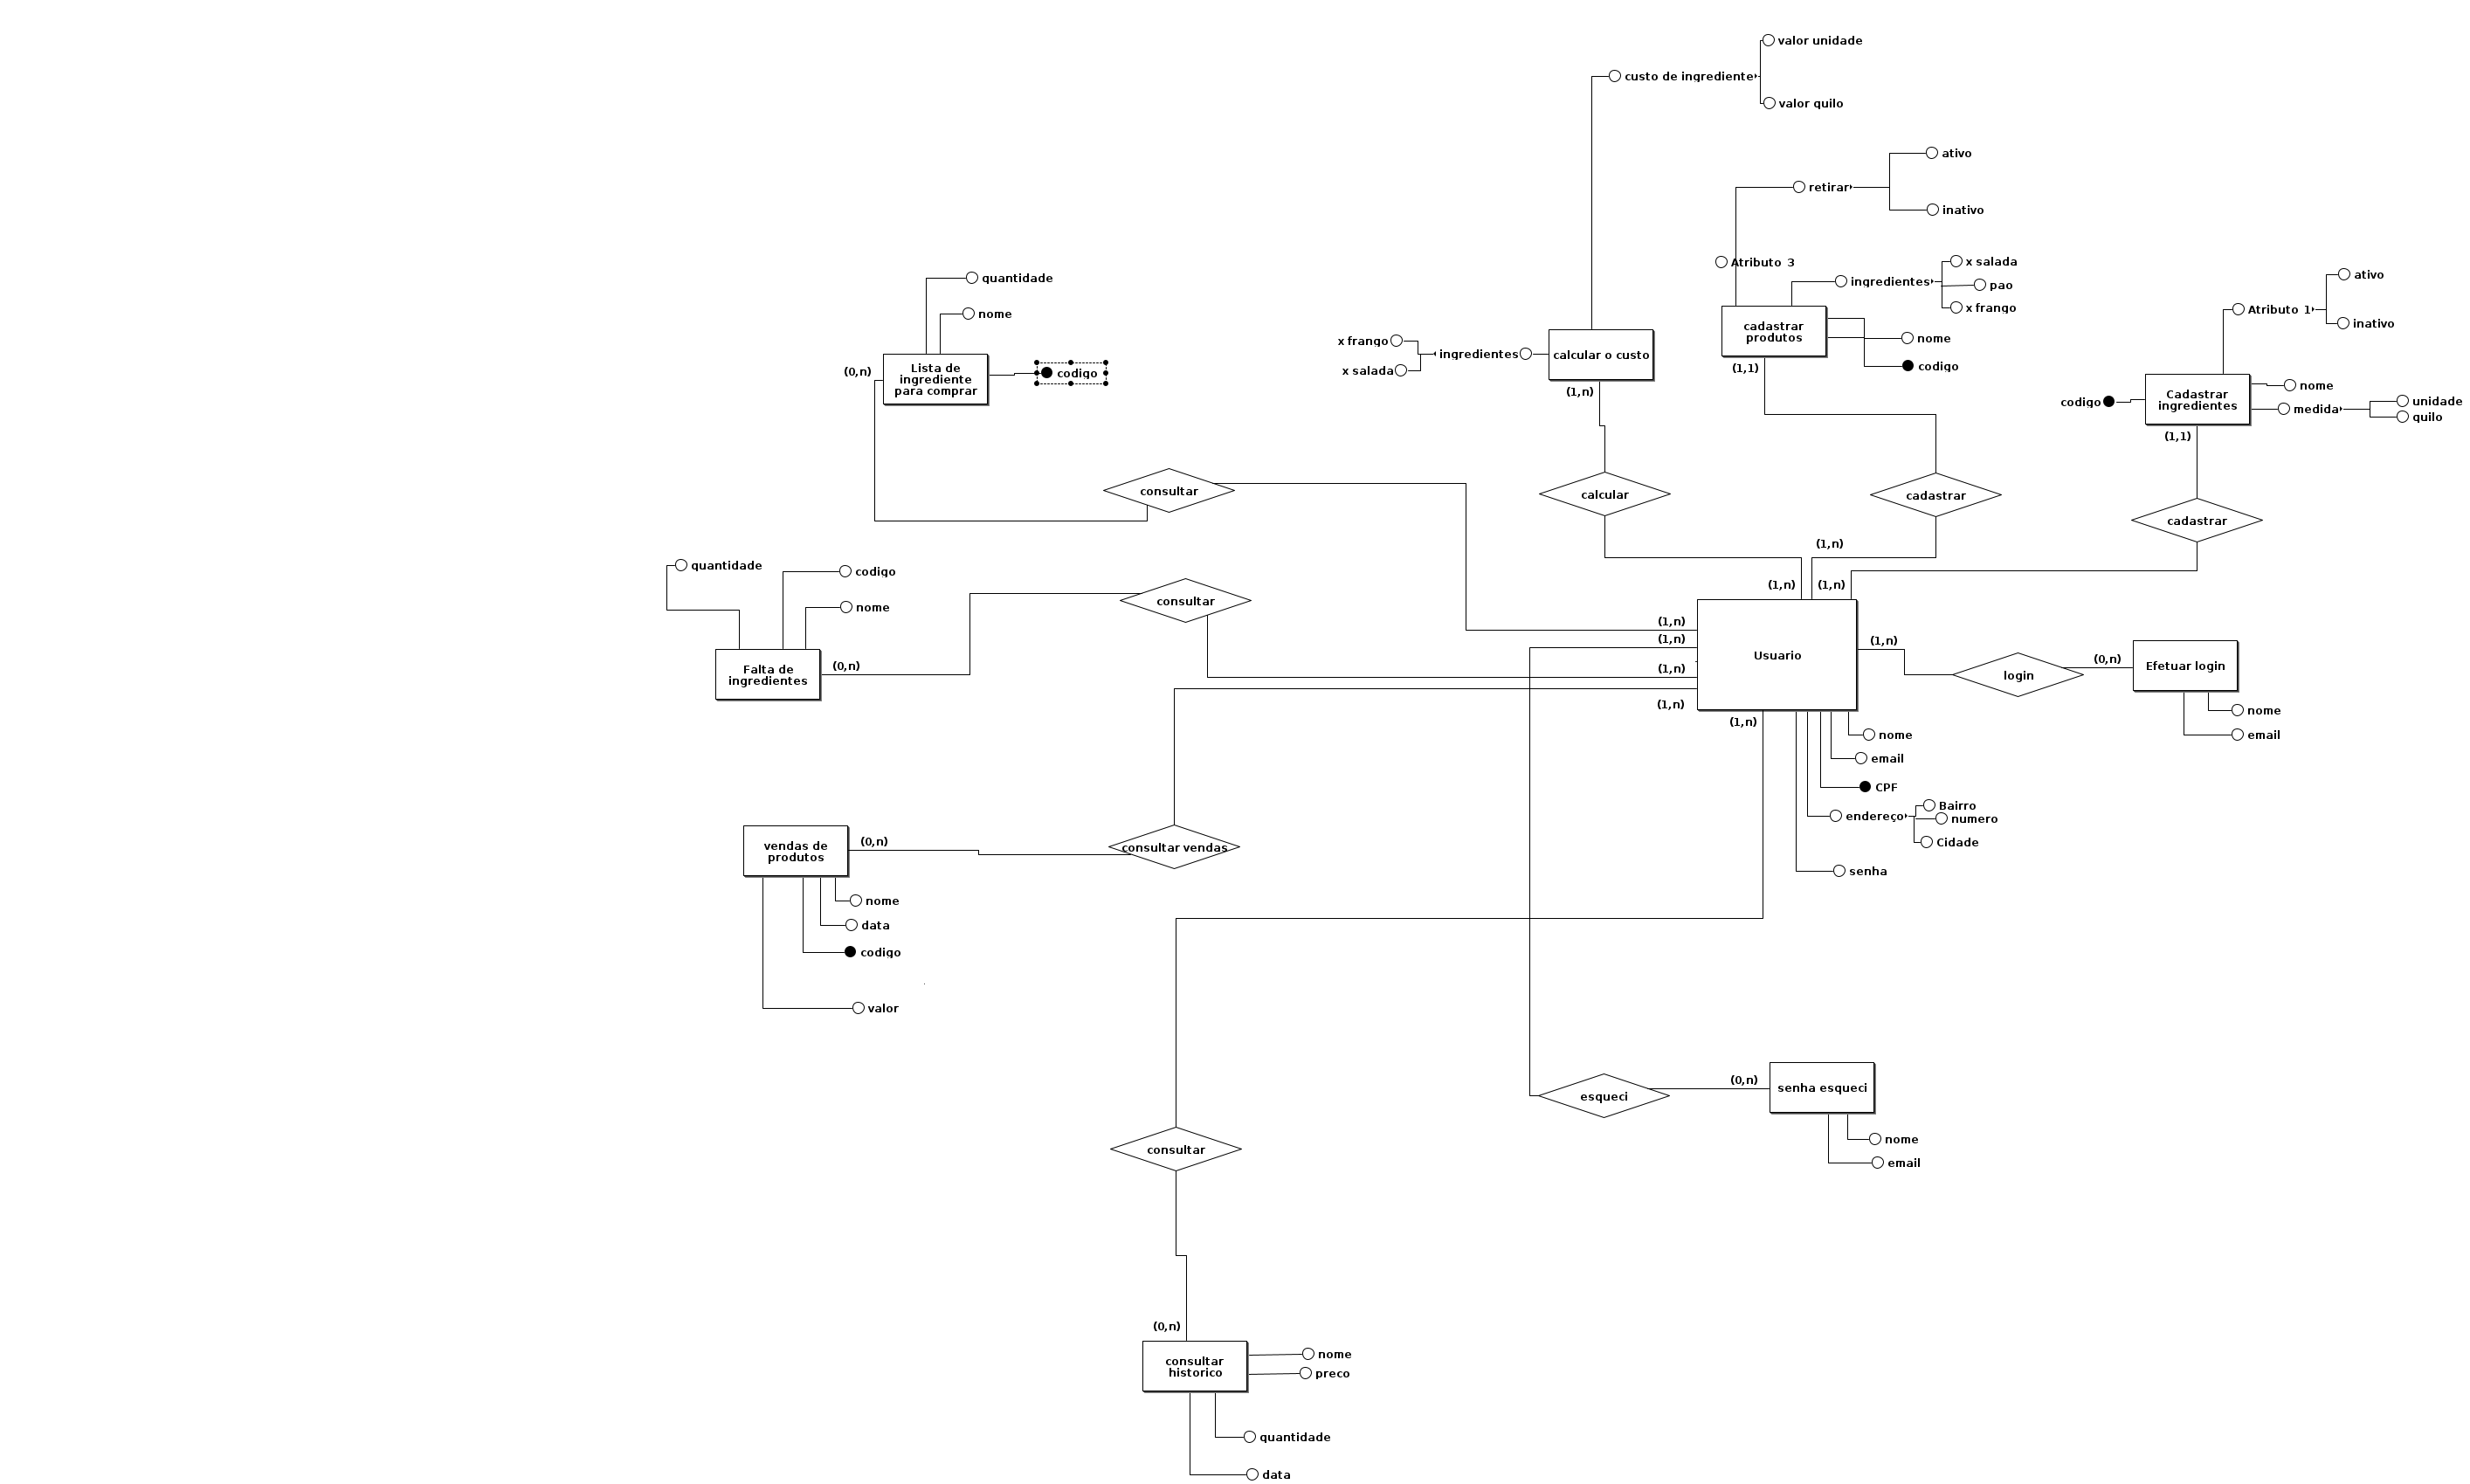 valor unidade
custo de ingrediente
valor quilo
ativo
retirar
inativo
Atributo 3
ingredientes
x salada
pao
x frango
cadastrar
produtos
nome
codigo
(1,1)
ativo
Atributo 1
inativo
codigo
Cadastrar
ingredientes
nome
medida
unidade
quilo
(1,1)
quantidade
nome
(0,n)
Lista de
ingrediente
para comprar
codigo
x frango
ingredientes
x salada
calcular o custo
(1,n)
consultar
calcular
cadastrar
cadastrar
(1,n)
(1,n)
(1,n)
quantidade
codigo
nome
Falta de
ingredientes
(0,n)
consultar
(1,n)
(1,n)
(1,n)
(1,n)
(1,n)
Usuario
(1,n)
login
(0,n)
Efetuar login
nome
email
nome
email
CPF
endereço
Bairro
numero
Cidade
senha
vendas de
produtos
(0,n)
consultar vendas
nome
data
codigo
valor
esqueci
(0,n)
senha esqueci
nome
email
consultar
(0,n)
consultar
historico
nome
preco
quantidade
data